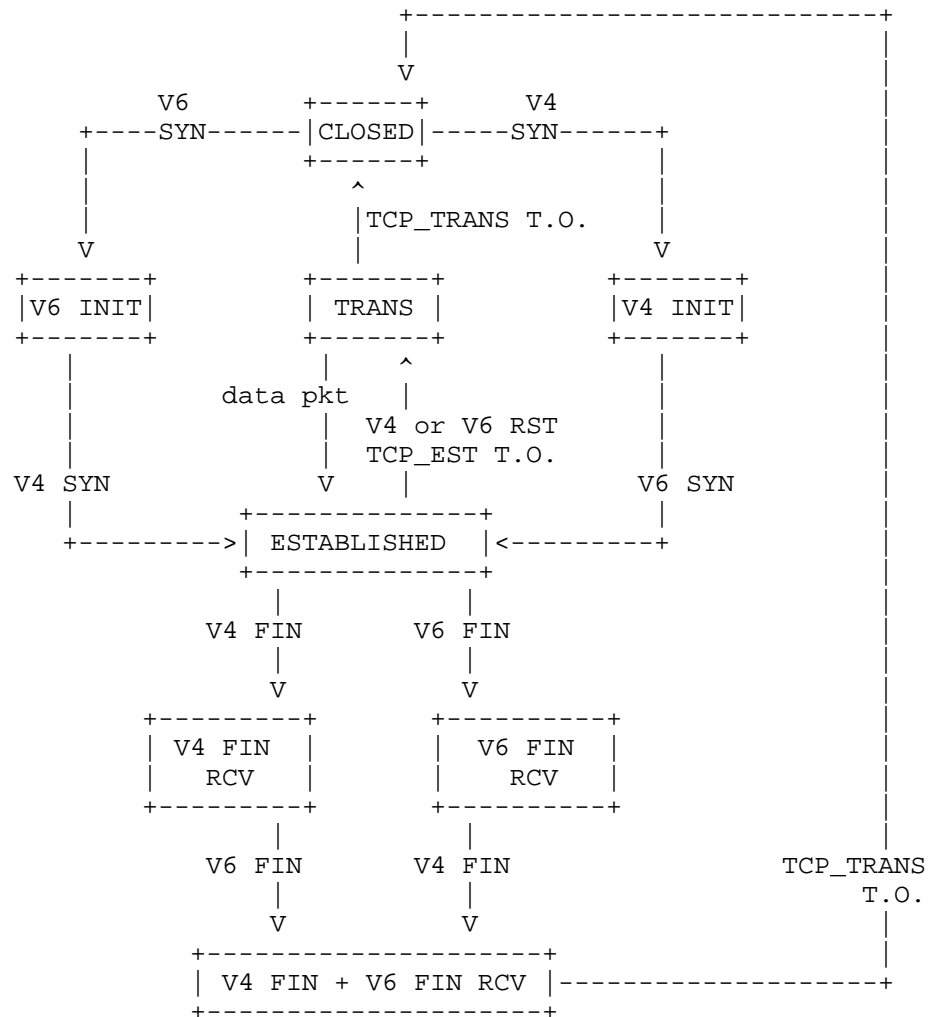 V6 V4
SYN CLOSED SYN
TCP_TRANS T.O.
V V
V6 INIT TRANS V4 INIT
data pkt
V4 or V6 RST
TCP_EST T.O.
V4 SYN V V6 SYN
ESTABLISHED
V4 FIN V6 FIN
V V
V4 FIN V6 FIN
RCV RCV
V6 FIN V4 FIN TCP_TRANS
T.O.
V V
V4 FIN + V6 FIN RCV